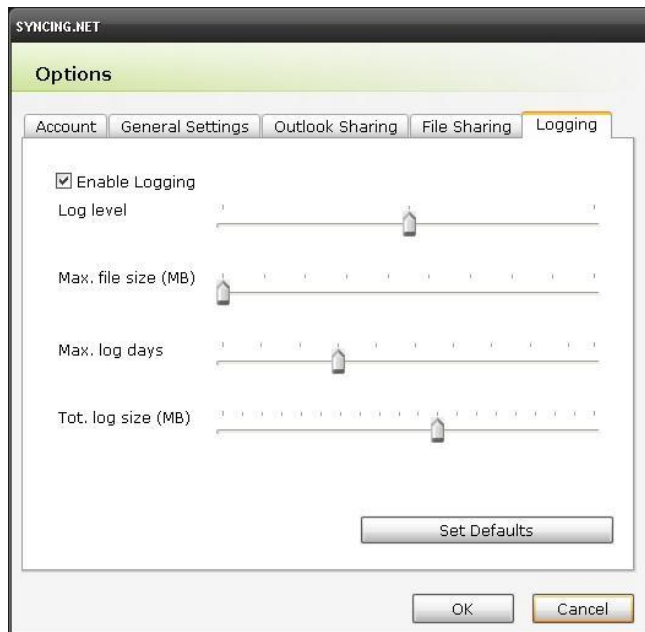 SYNCING.NET
Options
Account General Settings Outlook Sharing File Sharing Logging
Enable Logging
Log level
Max. file size (MB)
Max. log days
Tot. log size (MB)
Set Defaults
OK Cancel